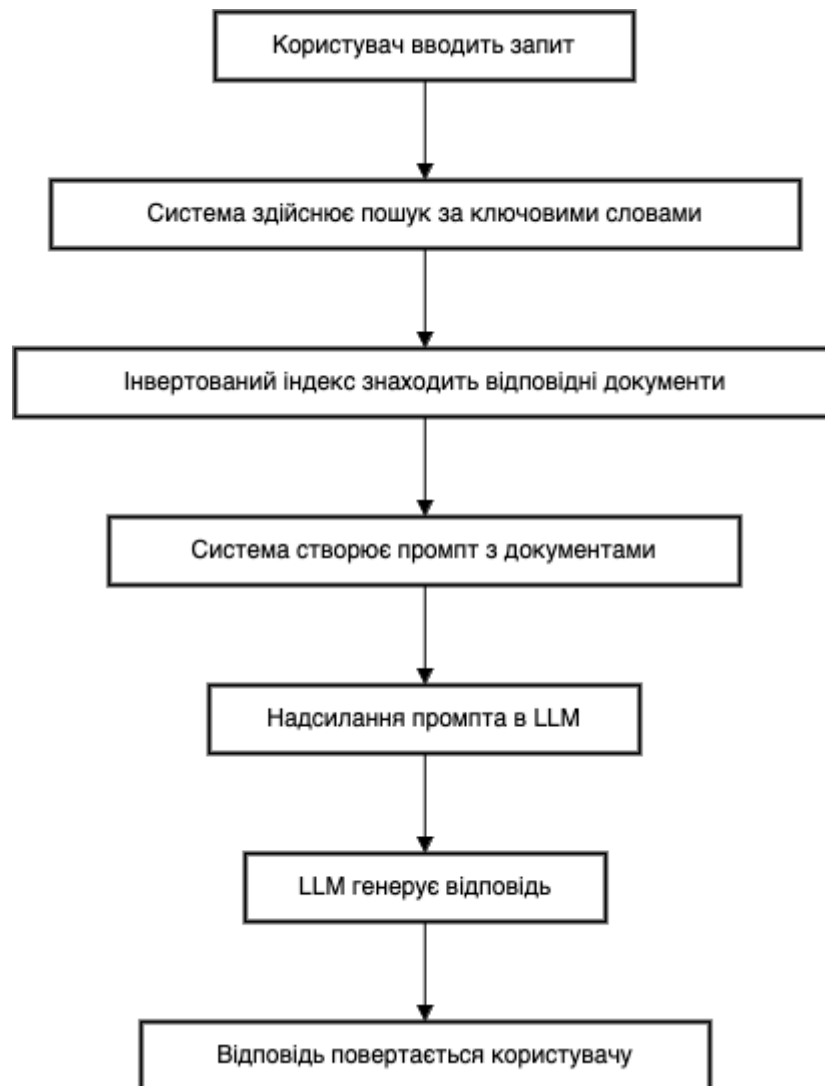 Користувач вводить запит
Система здійснює пошук за ключовими словами
Інвертований індекс знаходить відповідні документи
Система створює промпт з документами
Надсилання промпта в LLM
LLM генерує відповідь
Відповідь повертається користувачу